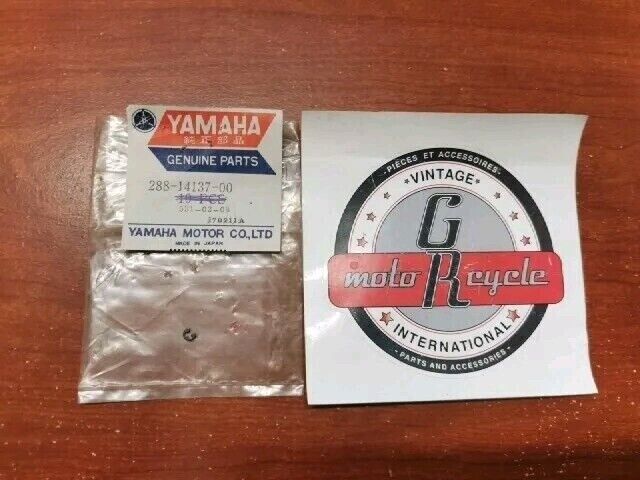 YAMAHA
純正部品
GENUINE PARTS
288-14137-00
10 PCS
YAMAHA MOTOR CO.,LTD
MADE IN JAPAN
·PIECES ET ACCESSOIRES·
VINTAGE
G
moto R cycle
INTERNATIONAL
·PARTS AND ACCESSORIES·